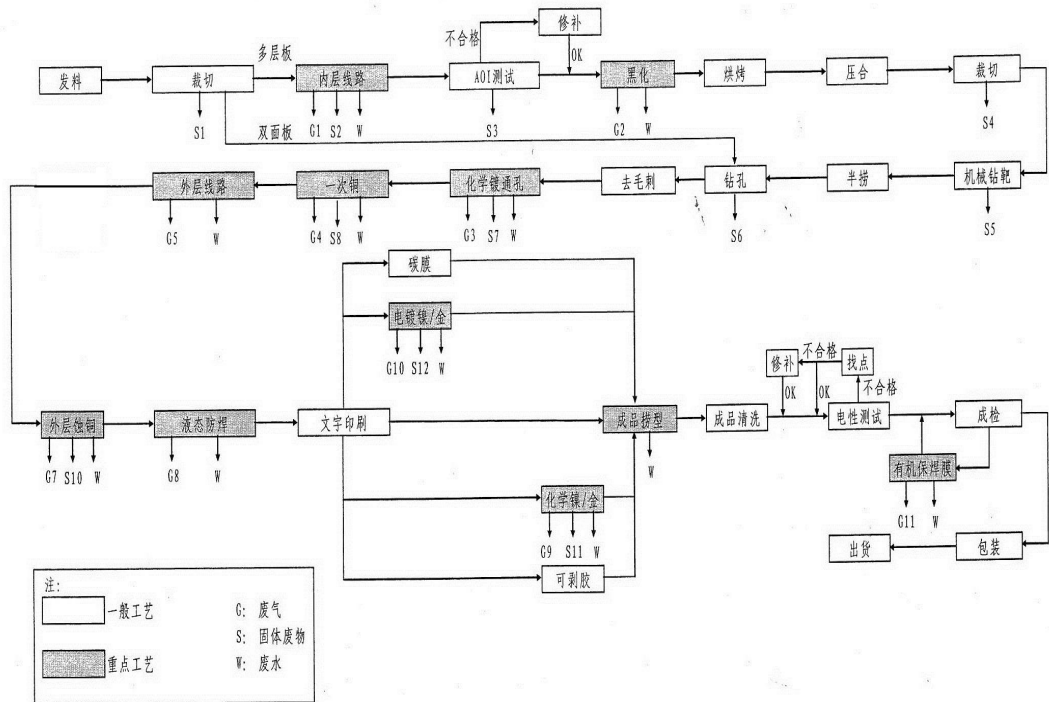 不合格
修补
OK
多层板
发料
裁切
内层线路
AOI测试
黑化
烘烤
压合
裁切
S1
双面板
G1
S2
W
S3
G2
W
S4
外层线路
一次铜
化学镀通孔
去毛刺
钻孔
半捞
机械钻靶
G5
W
G4
S8
W
G3
S7
W
S6
S5
碳膜
电镀镍/金
G10
S12
W
修补
不合格
找点
OK
OK
不合格
外层蚀铜
液态防焊
文字印刷
成品捞型
成品清洗
电性测试
成检
G7
S10
W
G8
W
W
有机保焊膜
G11
W
化学镍/金
G9
S11
W
可剥胶
出货
包装
注:
一般工艺
G: 废气
S: 固体废物
重点工艺
W: 废水